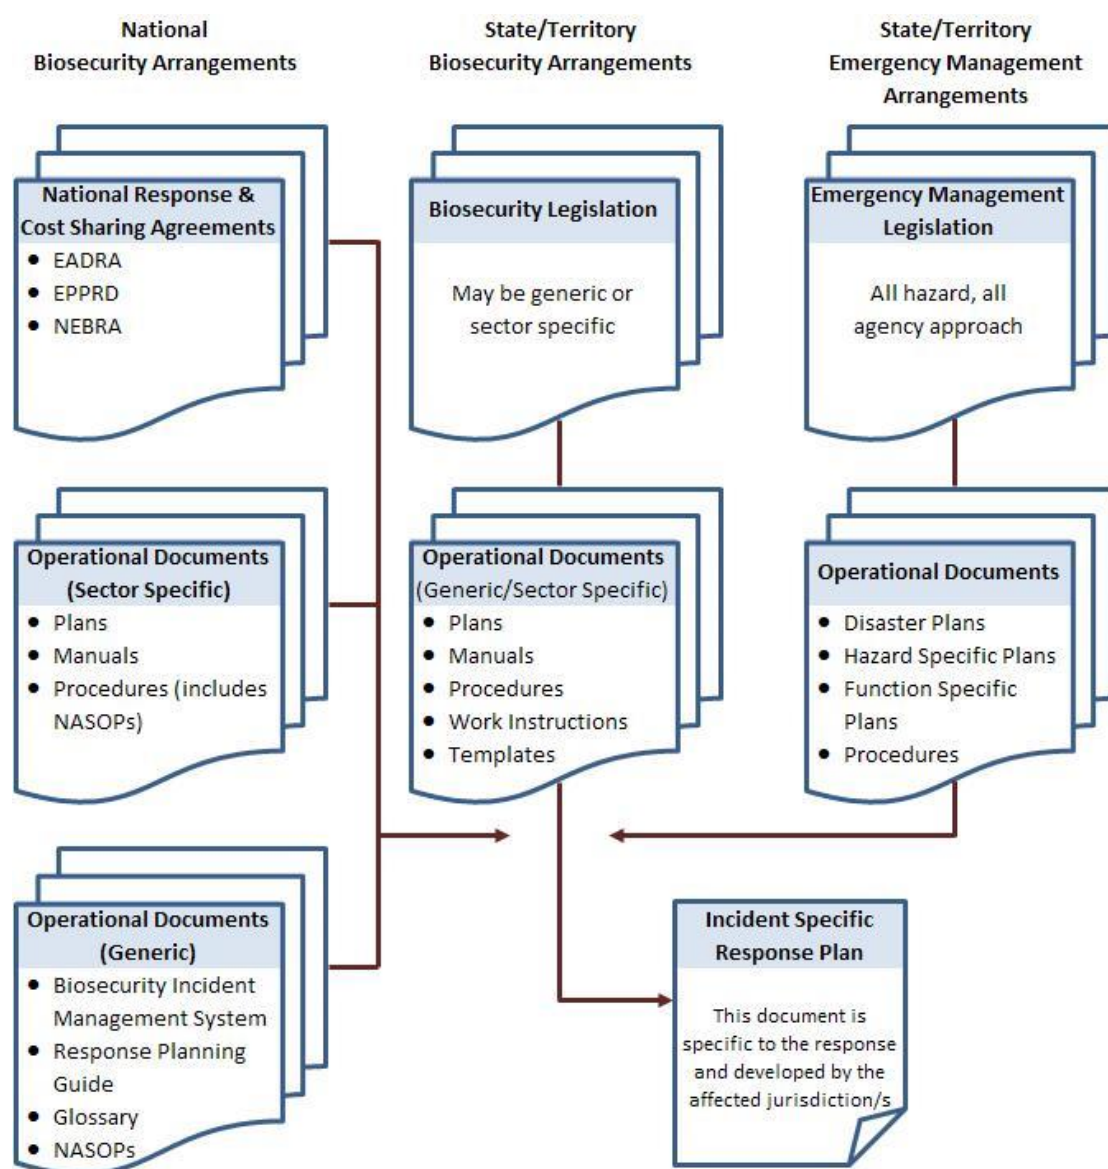 National
Biosecurity Arrangements
State/Territory
Biosecurity Arrangements
State/Territory
Emergency Management
Arrangements
National Response &
Cost Sharing Agreements
• EADRA
• EPPRD
• NEBRA
Biosecurity Legislation
May be generic or
sector specific
Emergency Management
Legislation
All hazard, all
agency approach
Operational Documents
(Sector Specific)
• Plans
• Manuals
• Procedures (includes
NASOPs)
Operational Documents
(Generic/Sector Specific)
• Plans
• Manuals
• Procedures
• Work Instructions
• Templates
Operational Documents
• Disaster Plans
• Hazard Specific Plans
• Function Specific
Plans
• Procedures
Operational Documents
(Generic)
• Biosecurity Incident
Management System
• Response Planning
Guide
• Glossary
• NASOPs
Incident Specific
Response Plan
This document is
specific to the response
and developed by the
affected jurisdiction/s